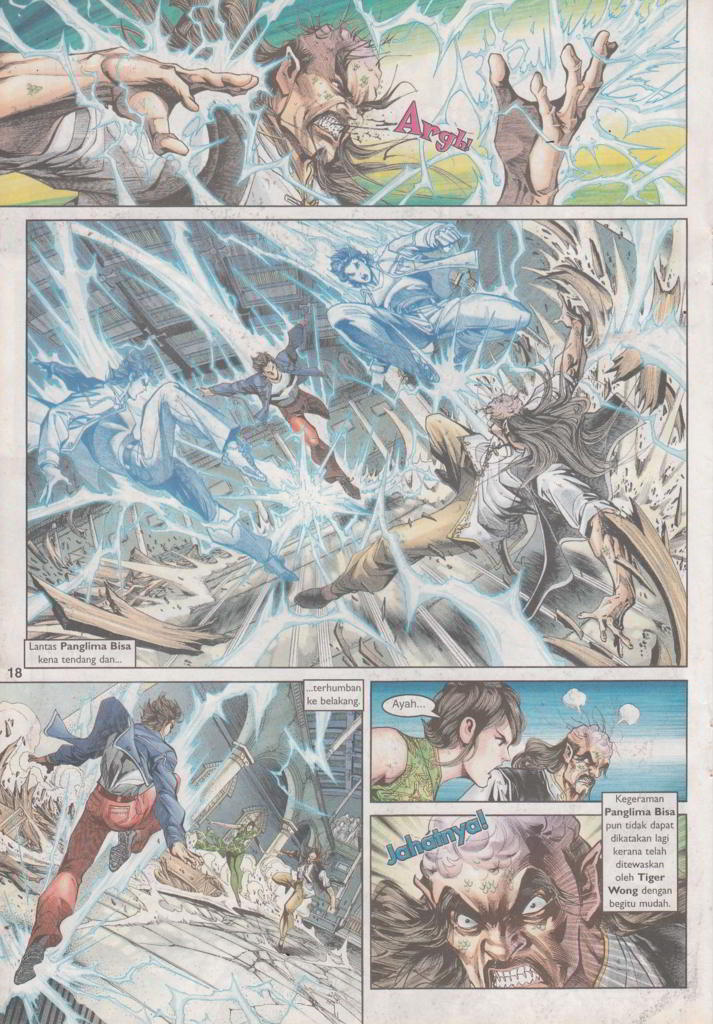 Argh!
Lantas Panglima Bisa
kena tendang dan...
18
...terhumban
ke belakang.
Ayah...
Jahatnya!
Kegeraman
Panglima Bisa
pun tidak dapat
dikatakan lagi
kerana telah
ditewaskan
oleh Tiger
Wong dengan
begitu mudah.